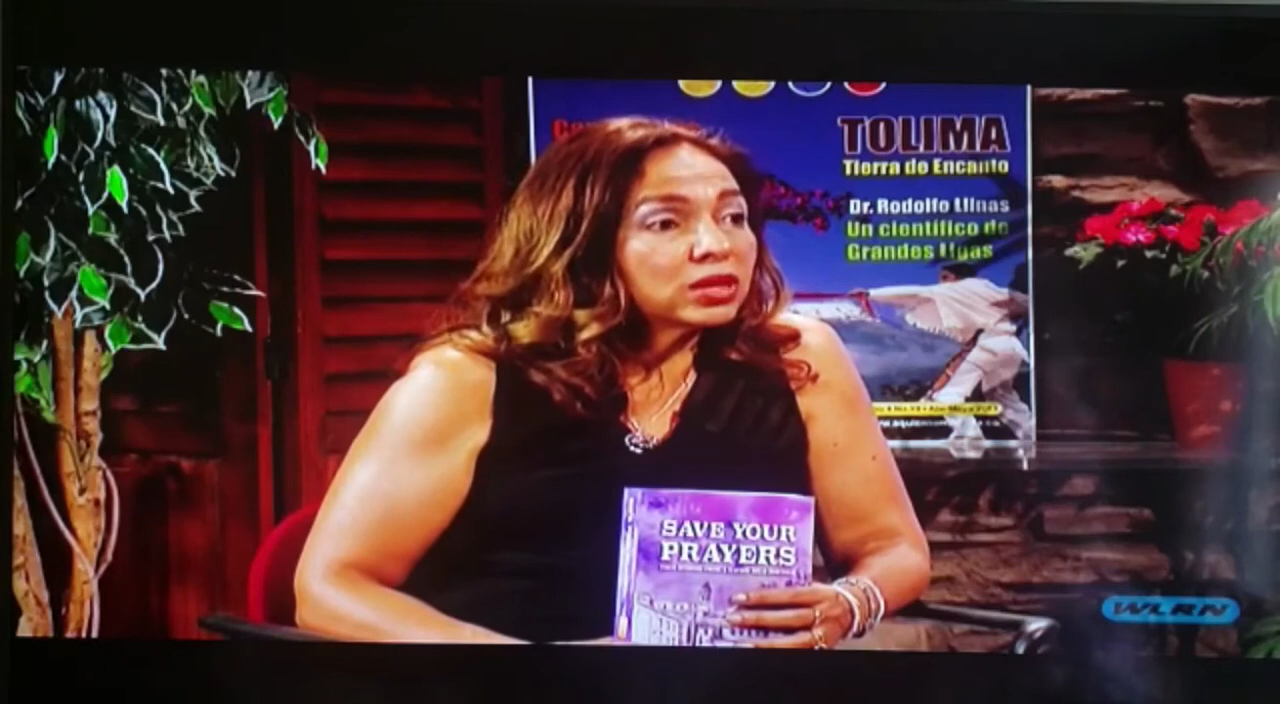 TOLIMA
Tierra de Encanto
Dr. Rodolfo Llinas
Un científico de
Grandes Ligas
SAVE YOUR
PRAYERS
WLRN